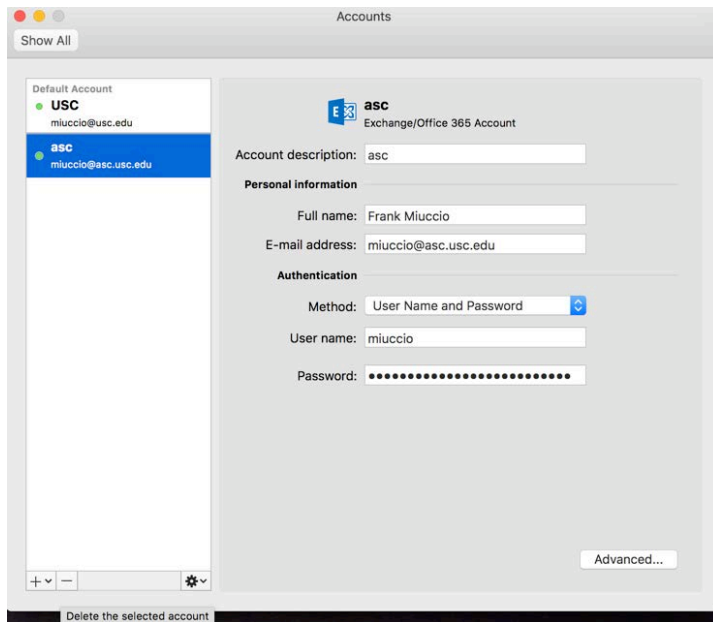 Accounts
Show All
Default Account
USC
miuccio@usc.edu
asc
miuccio@asc.usc.edu
asc
Exchange/Office 365 Account
Account description: asc
Personal information
Full name: Frank Miuccio
E-mail address: miuccio@asc.usc.edu
Authentication
Method: User Name and Password
User name: miuccio
Password: ••••••••••••••••••••••••••
Advanced...
Delete the selected account